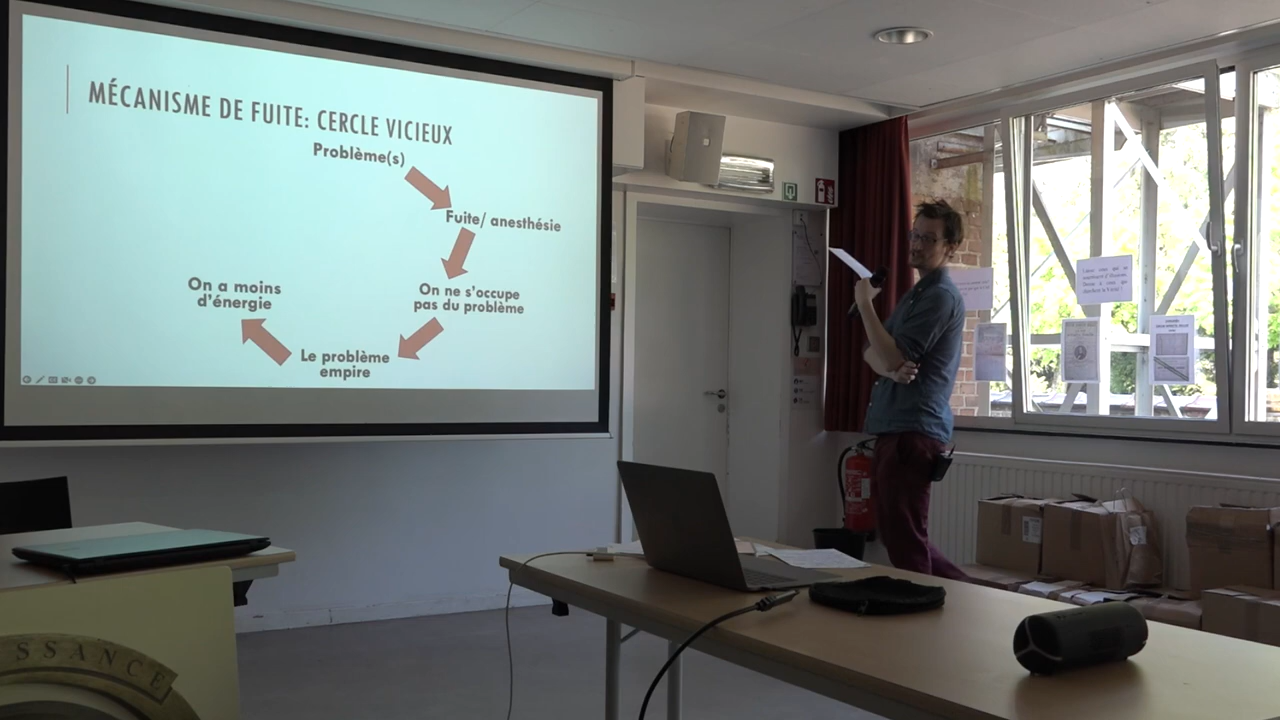 MÉCANISME DE FUITE: CERCLE VICIEUX
Problème(s)
Fuite/ anesthésie
On ne s'occupe
pas du problème
Le problème
empire
On a moins
d'énergie
SSANCE